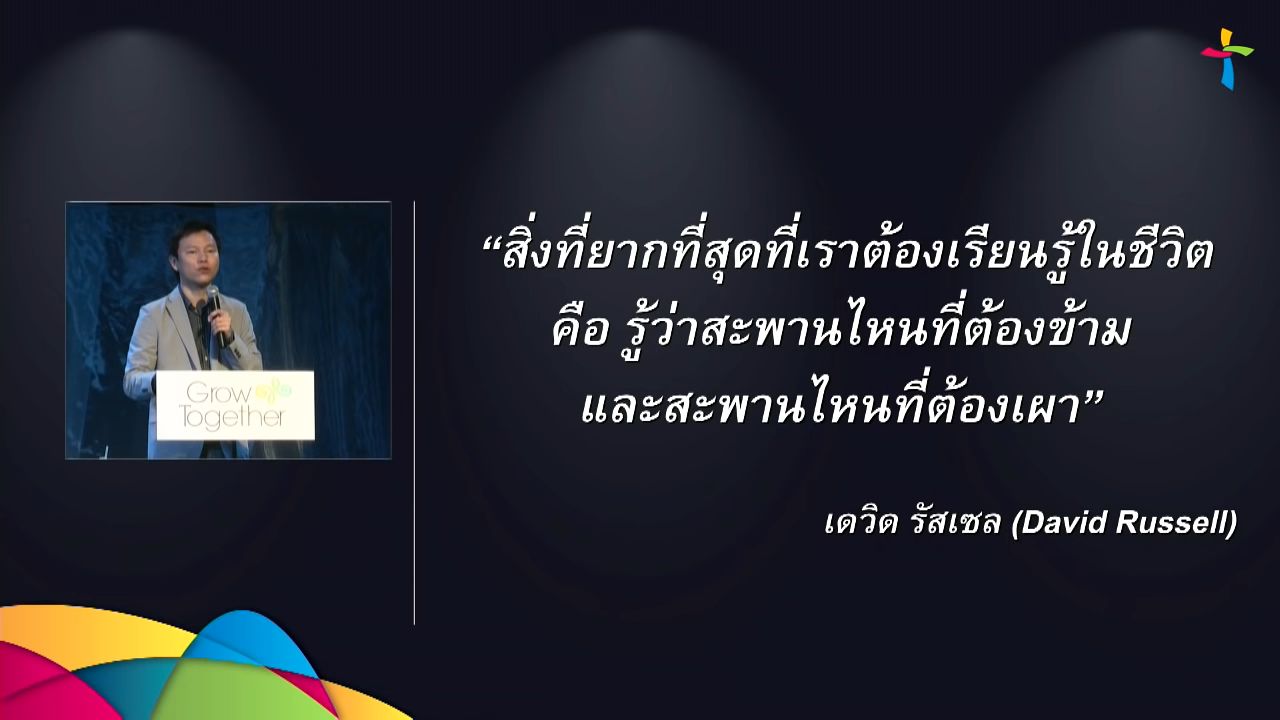 “สิ่งที่ยากที่สุดที่เราต้องเรียนรู้ในชีวิต
คือ รู้ว่าสะพานไหนที่ต้องข้าม
และสะพานไหนที่ต้องเผา”
เดวิด รัสเซล (David Russell)
Grow
Together